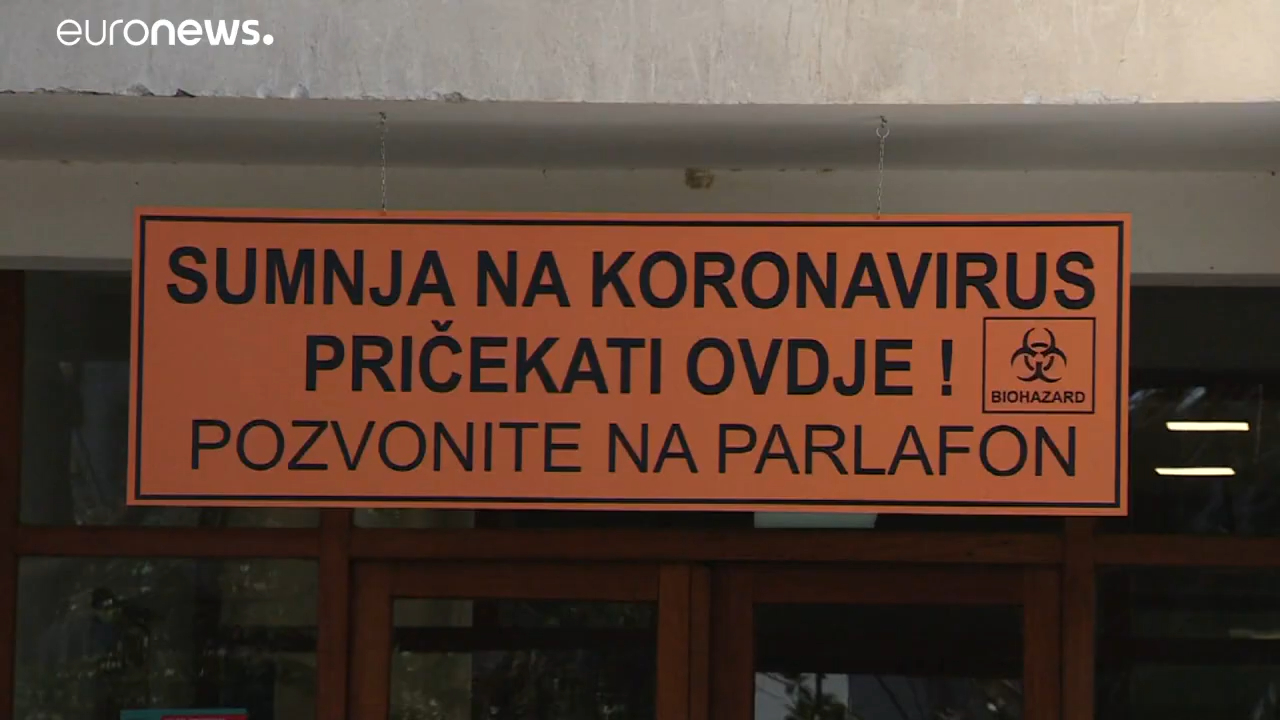 euronews.
SUMNJA NA KORONAVIRUS
PRIČEKATI OVDJE !
BIOHAZARD
POZVONITE NA PARLAFON